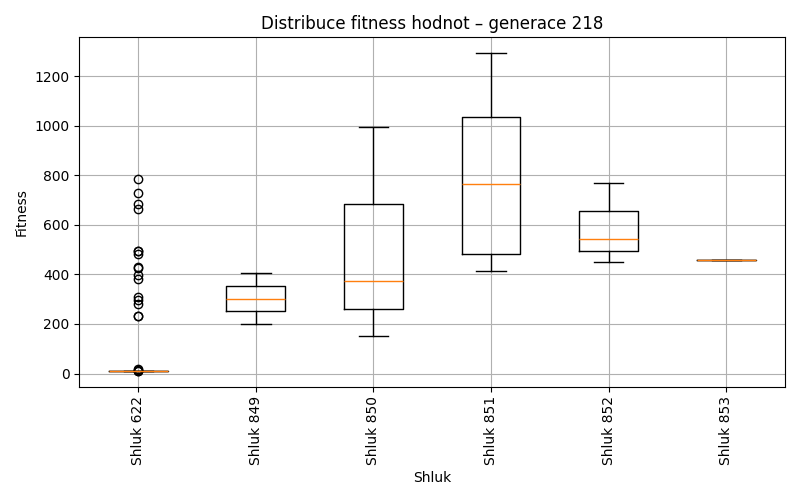 Distribuce fitness hodnot – generace 218
Fitness
1200
1000
800
600
400
200
0
Shluk 622
Shluk 849
Shluk 850
Shluk 851
Shluk 852
Shluk 853
Shluk